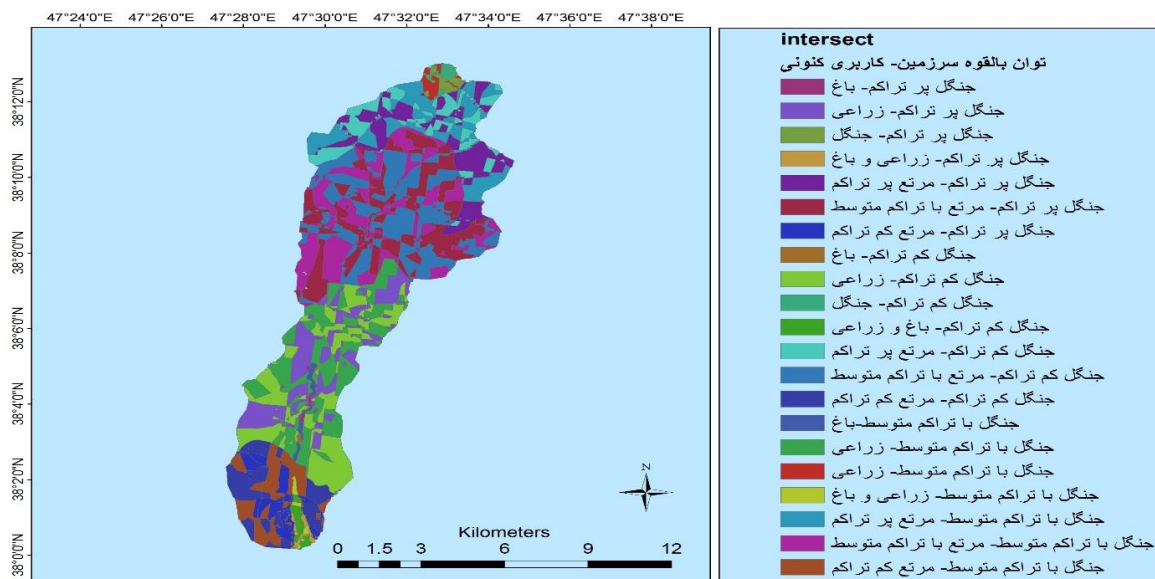 47°24'0"E 47°26'0"E 47°28'0"E 47°30'0"E 47°32'0"E 47°34'0"E 47°36'0"E 47°38'0"E
38°12'0"N
38°10'0"N
38°8'0"N
38°6'0"N
38°4'0"N
38°2'0"N
38°0'0"N
N
Kilometers
0 1.5 3 6 9 12
intersect
توان بالقوه سرزمین- کاربری کنونی
جنگل پر تراکم- باغ
جنگل پر تراکم- زراعی
جنگل پر تراکم- جنگل
جنگل پر تراکم- زراعی و باغ
جنگل پر تراکم- مرتع پر تراکم
جنگل پر تراکم- مرتع با تراکم متوسط
جنگل پر تراکم- مرتع کم تراکم
جنگل کم تراکم- باغ
جنگل کم تراکم- زراعی
جنگل کم تراکم- جنگل
جنگل کم تراکم- باغ و زراعی
جنگل کم تراکم- مرتع پر تراکم
جنگل کم تراکم- مرتع با تراکم متوسط
جنگل کم تراکم- مرتع کم تراکم
جنگل با تراکم متوسط-باغ
جنگل با تراکم متوسط- زراعی
جنگل با تراکم متوسط- زراعی
جنگل با تراکم متوسط- زراعی و باغ
جنگل با تراکم متوسط- مرتع پر تراکم
جنگل با تراکم متوسط- مرتع با تراکم متوسط
جنگل با تراکم متوسط- مرتع کم تراکم